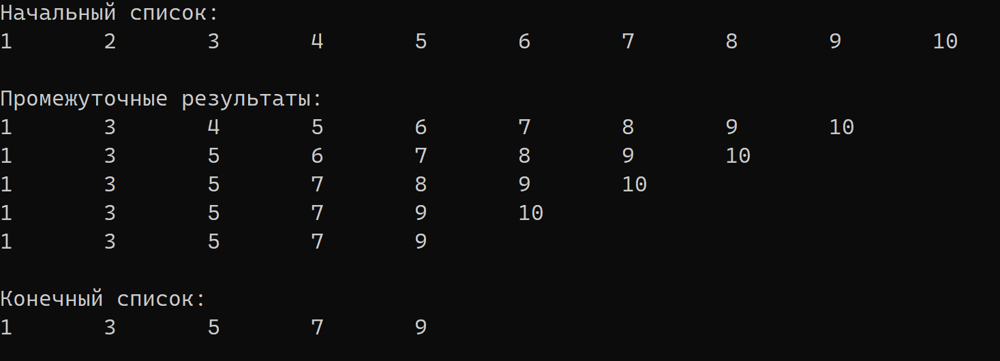 Начальный список:
1 2 3 4 5 6 7 8 9 10
Промежуточные результаты:
1 3 4 5 6 7 8 9 10
1 3 5 6 7 8 9 10
1 3 5 7 8 9 10
1 3 5 7 9 10
1 3 5 7 9
Конечный список:
1 3 5 7 9